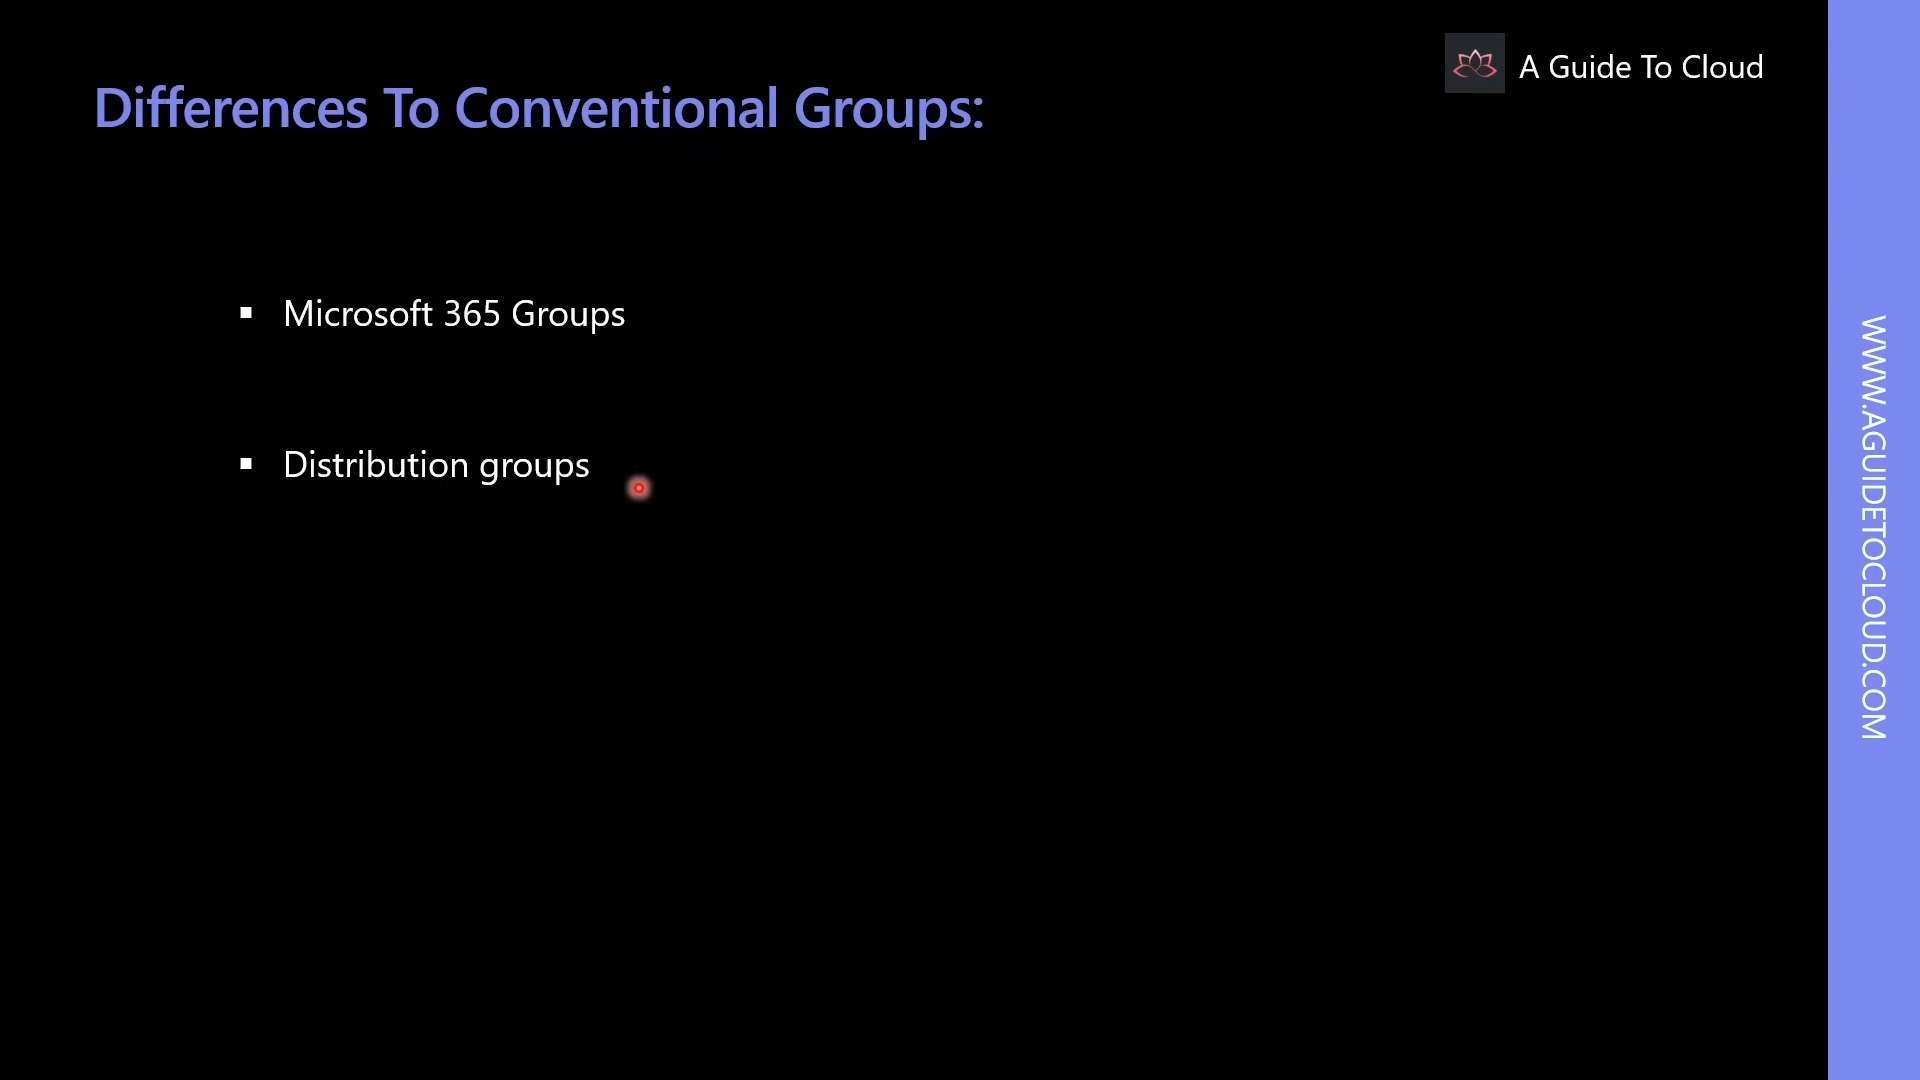 A Guide To Cloud
Differences To Conventional Groups:
▪ Microsoft 365 Groups
▪ Distribution groups
WWW.AGUIDETOCLOUD.COM